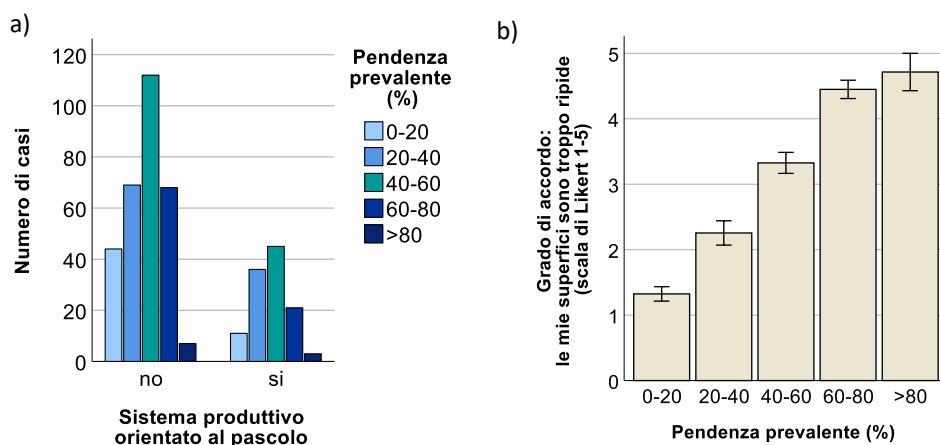 a)
120
100
80
60
40
20
0
Numero di casi
no
si
Sistema produttivo
orientato al pascolo
Pendenza
prevalente
(%)
0-20
20-40
40-60
60-80
>80
b)
5
4
3
2
1
0
Grado di accordo:
le mie superfici sono troppo ripide
(scala di Likert 1-5)
0-20
20-40
40-60
60-80
>80
Pendenza prevalente (%)